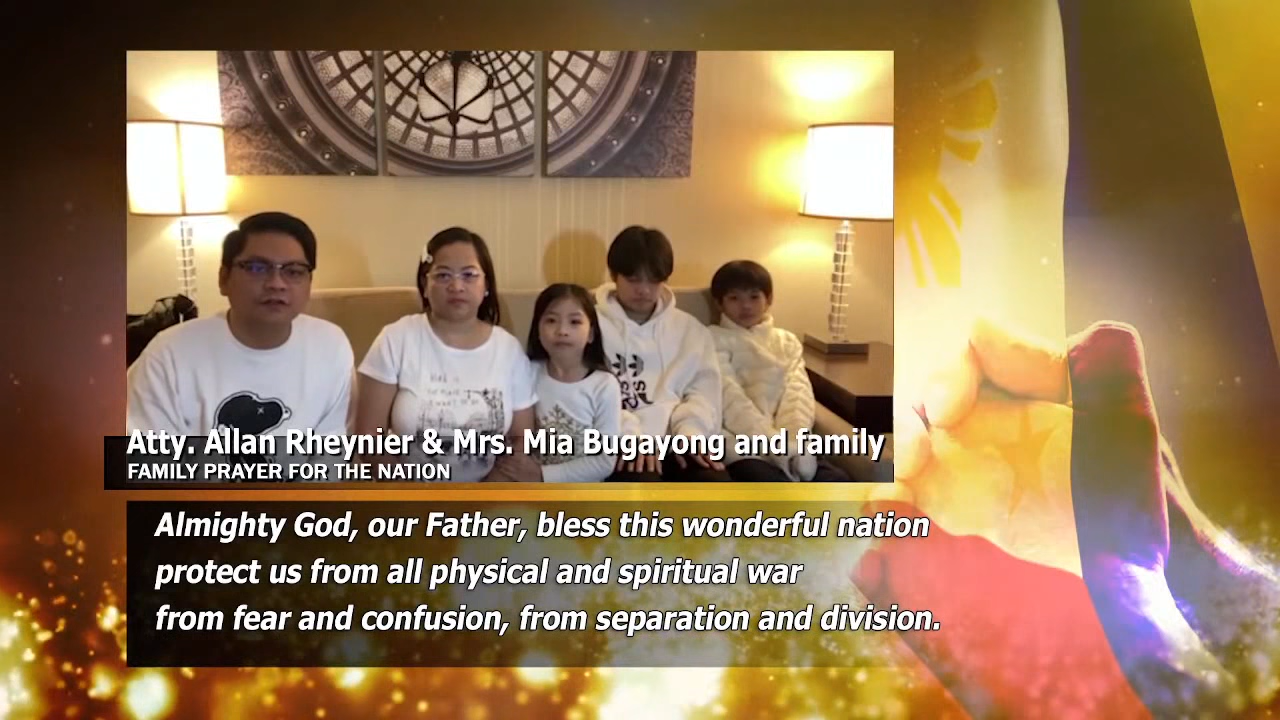 Atty. Allan Rheynier & Mrs. Mia Bugayong and family
FAMILY PRAYER FOR THE NATION
Almighty God, our Father, bless this wonderful nation
protect us from all physical and spiritual war
from fear and confusion, from separation and division.